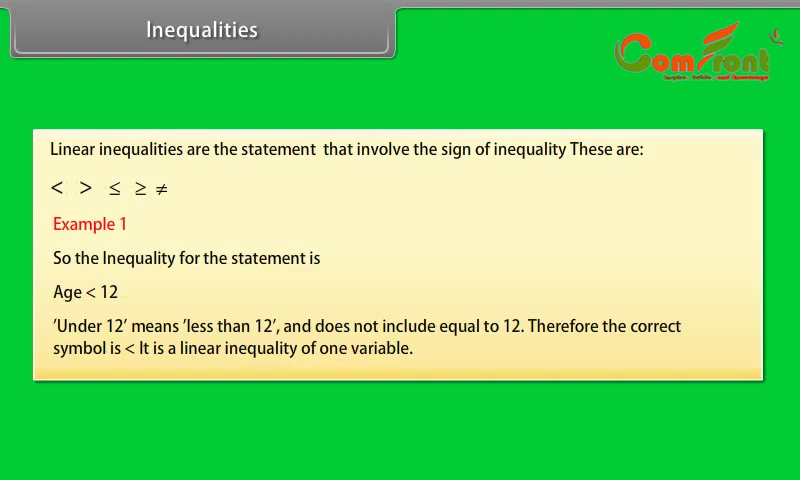 Inequalities
Comfront
Linear inequalities are the statement  that involve the sign of inequality These are:
< > ≤ ≥ ≠
Example 1
So the Inequality for the statement is
Age < 12
'Under 12' means 'less than 12', and does not include equal to 12. Therefore the correct
symbol is < It is a linear inequality of one variable.